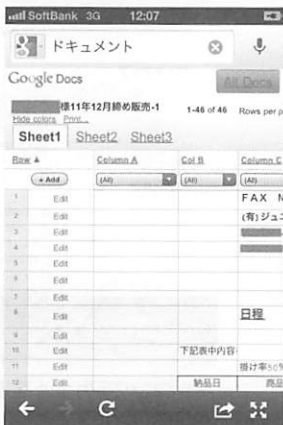 SoftBank 3G 12:07
ドキュメント
Google Docs
All Docs
様11年12月締め販売-1 1-46 of 46 Rows per p
Hide colors Print...
Sheet1 Sheet2 Sheet3
Row Column A Col B Column C
+ Add (All) (All) (All)
1 Edit FAX N
2 Edit (有)ジュニ
3 Edit
4 Edit
5 Edit
6 Edit
7 Edit
8 Edit 日程
9 Edit
10 Edit 下記表中内容
11 Edit 掛け率50%
12 Edit 納品日 商品